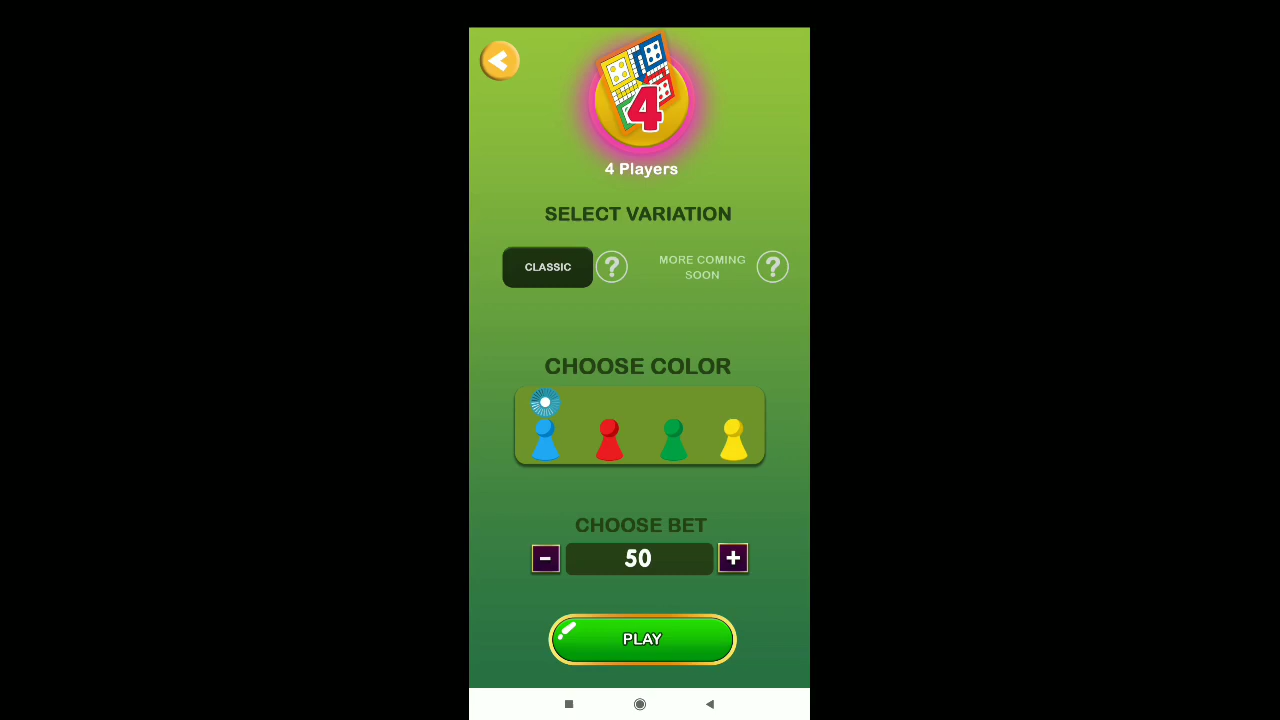 4
4 Players
SELECT VARIATION
CLASSIC
?
MORE COMING
SOON
?
CHOOSE COLOR
CHOOSE BET
- 50 +
PLAY